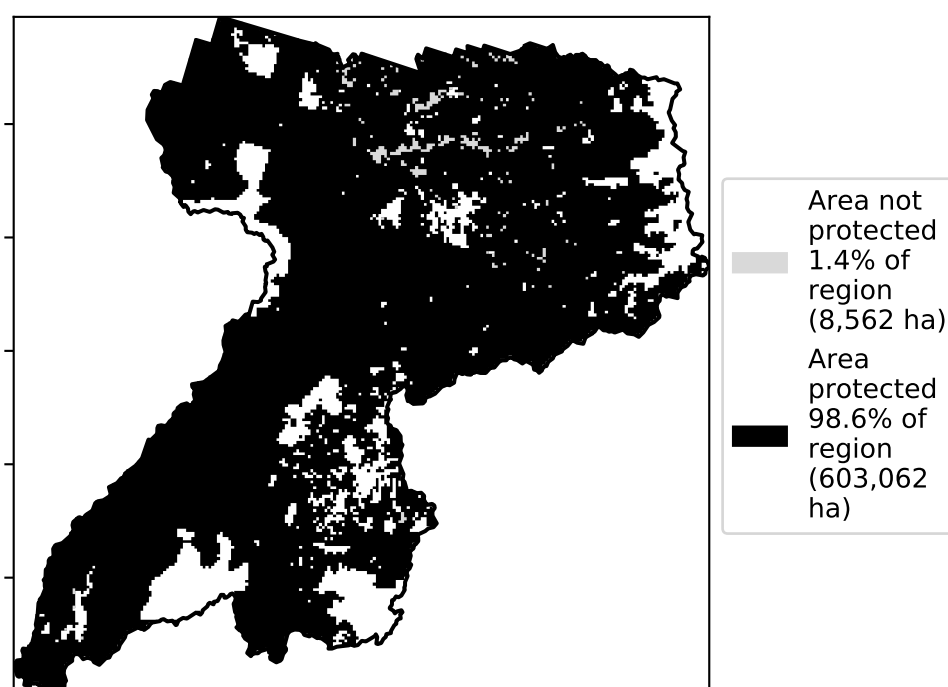 Area not
protected
1.4% of
region
(8,562 ha)
Area
protected
98.6% of
region
(603,062
ha)